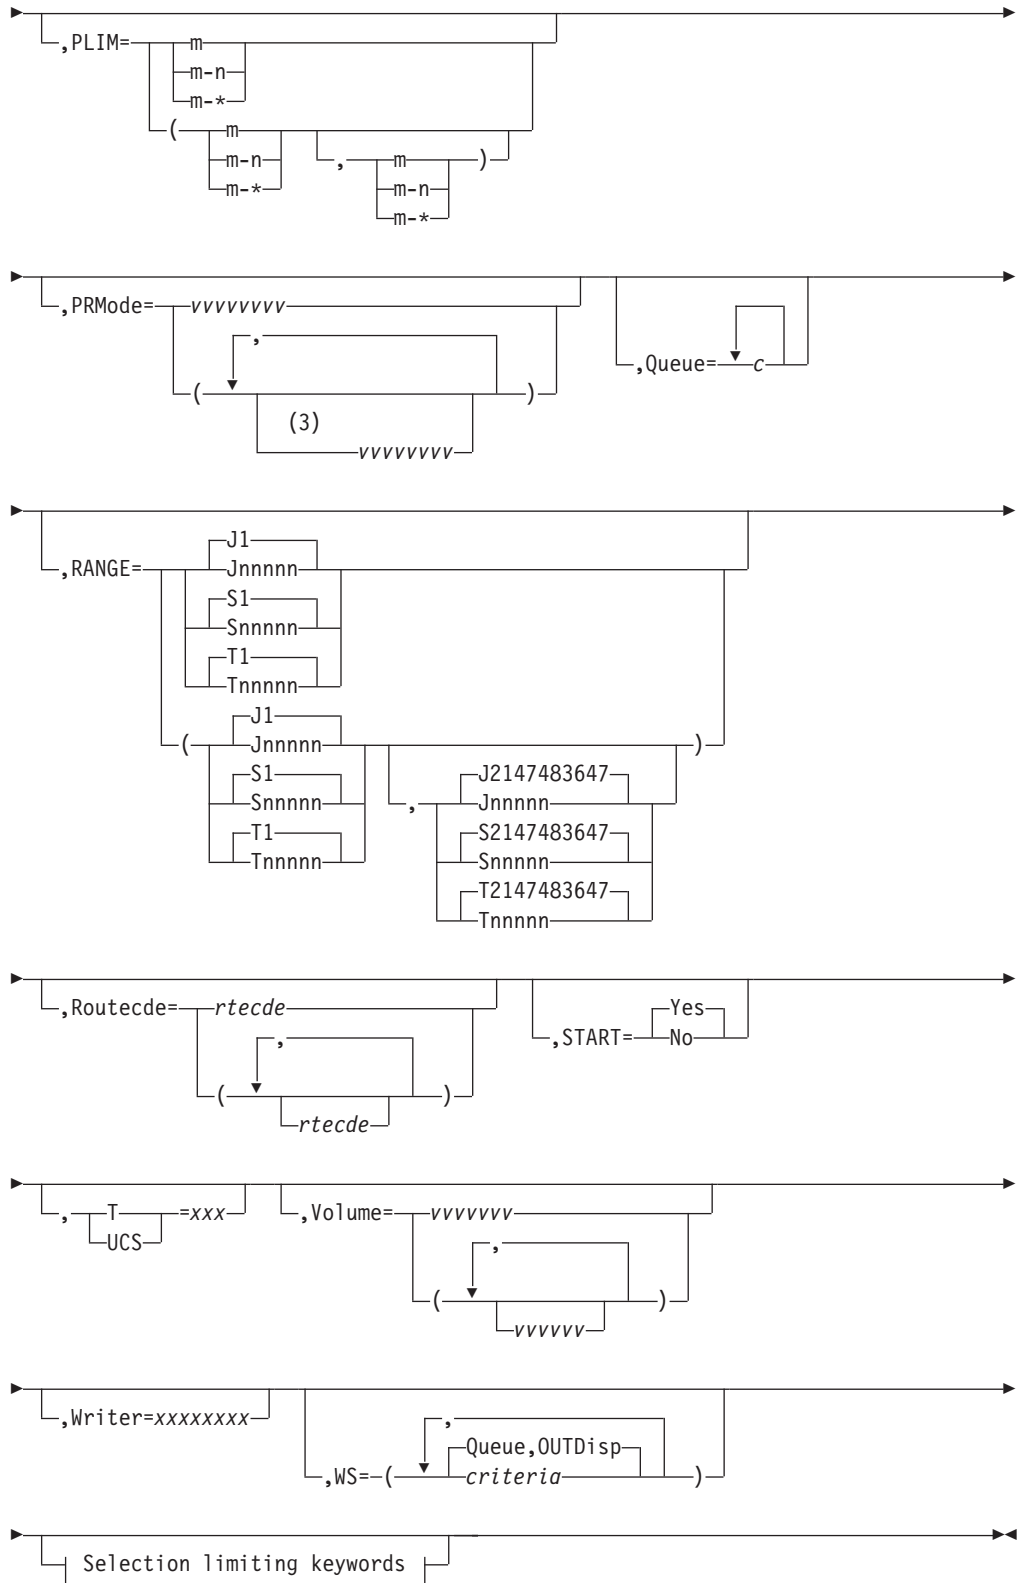 ,PLIM= m
m-n
m-*
( m
m-n , m )
m-* m-n
m-*
,PRMode= vvvvvvvv
,
,Queue= c
( )
(3)
vvvvvvvv
J1
,RANGE= Jnnnnn
S1
Snnnnn
T1
Tnnnnn
J1
( Jnnnnn )
S1 J2147483647
Snnnnn , Jnnnnn
T1 S2147483647
Tnnnnn Snnnnn
T2147483647
Tnnnnn
,Routecde= rtecde Yes
, ,START= No
( )
rtecde
, T =xxx ,Volume= vvvvvvv
UCS
,
( )
vvvvvv
,Writer=xxxxxxxx ,
Queue,OUTDisp
,WS= ( criteria )
Selection limiting keywords